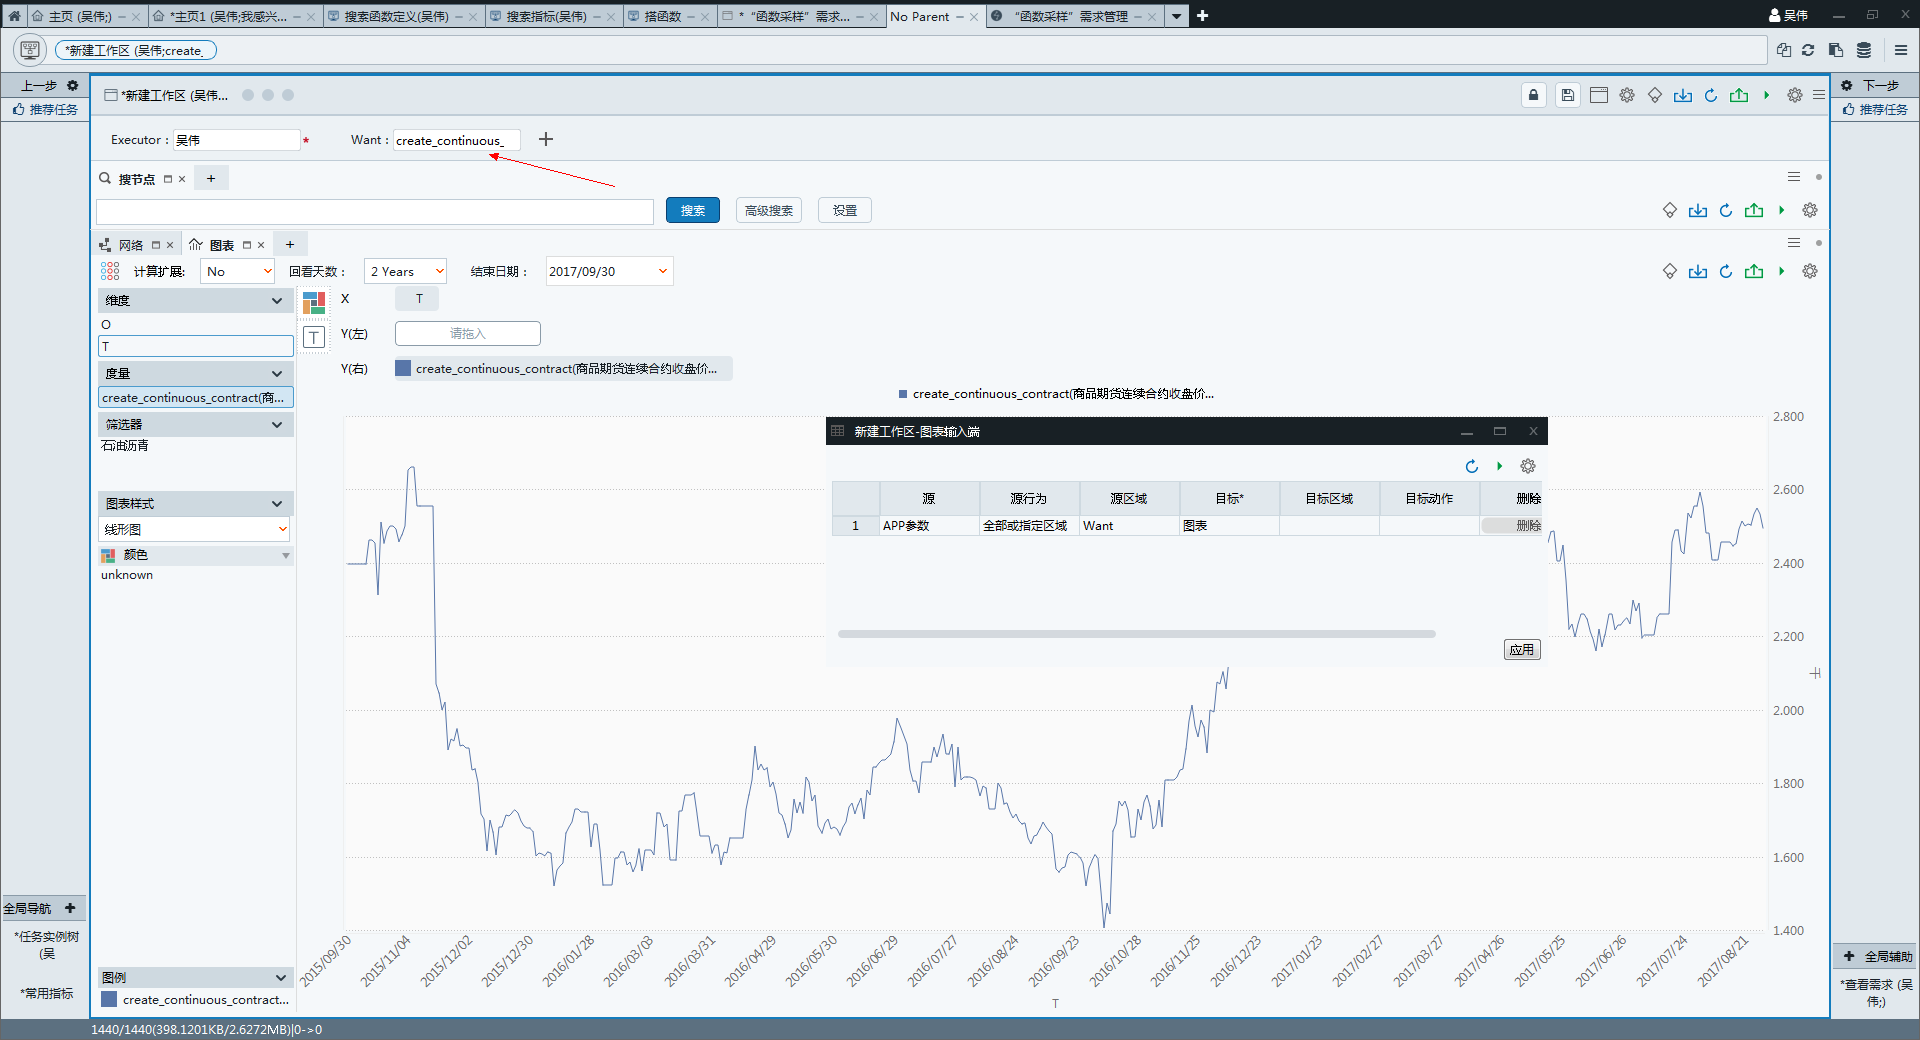 主页 (吴伟;)
*主页1 (吴伟;我感兴...
搜索函数定义(吴伟)
搜索指标(吴伟)
搭函数
*“函数采样”需求...
No Parent
“函数采样”需求管理
吴伟
*新建工作区 (吴伟;create_
上一步
推荐任务
*新建工作区 (吴伟...
下一步
推荐任务
Executor : 吴伟 *
Want : create_continuous_
搜节点
搜索
高级搜索
设置
网络
图表
计算扩展:
No
回看天数：
2 Years
结束日期：
2017/09/30
维度
O
T
度量
create_continuous_contract(商...
筛选器
石油沥青
图表样式
线形图
颜色
unknown
图例
create_continuous_contract...
X
T
Y(左)
请拖入
Y(右)
create_continuous_contract(商品期货连续合约收盘价...
create_continuous_contract(商品期货连续合约收盘价...
新建工作区-图表输入端
源
源行为
源区域
目标*
目标区域
目标动作
删除
1
APP参数
全部或指定区域
Want
图表
删除
应用
2.800
2.600
2.400
2.200
2.000
1.800
1.600
1.400
2015/09/30
2015/11/04
2015/12/02
2015/12/30
2016/01/28
2016/03/03
2016/03/31
2016/04/29
2016/05/30
2016/06/29
2016/07/27
2016/08/24
2016/09/23
2016/10/28
2016/11/25
2016/12/23
2017/01/23
2017/02/27
2017/03/27
2017/04/26
2017/05/25
2017/06/26
2017/07/24
2017/08/21
T
全局导航
*任务实例树
(吴
*常用指标
全局辅助
*查看需求 (吴
伟;)
1440/1440(398.1201KB/2.6272MB)|0->0